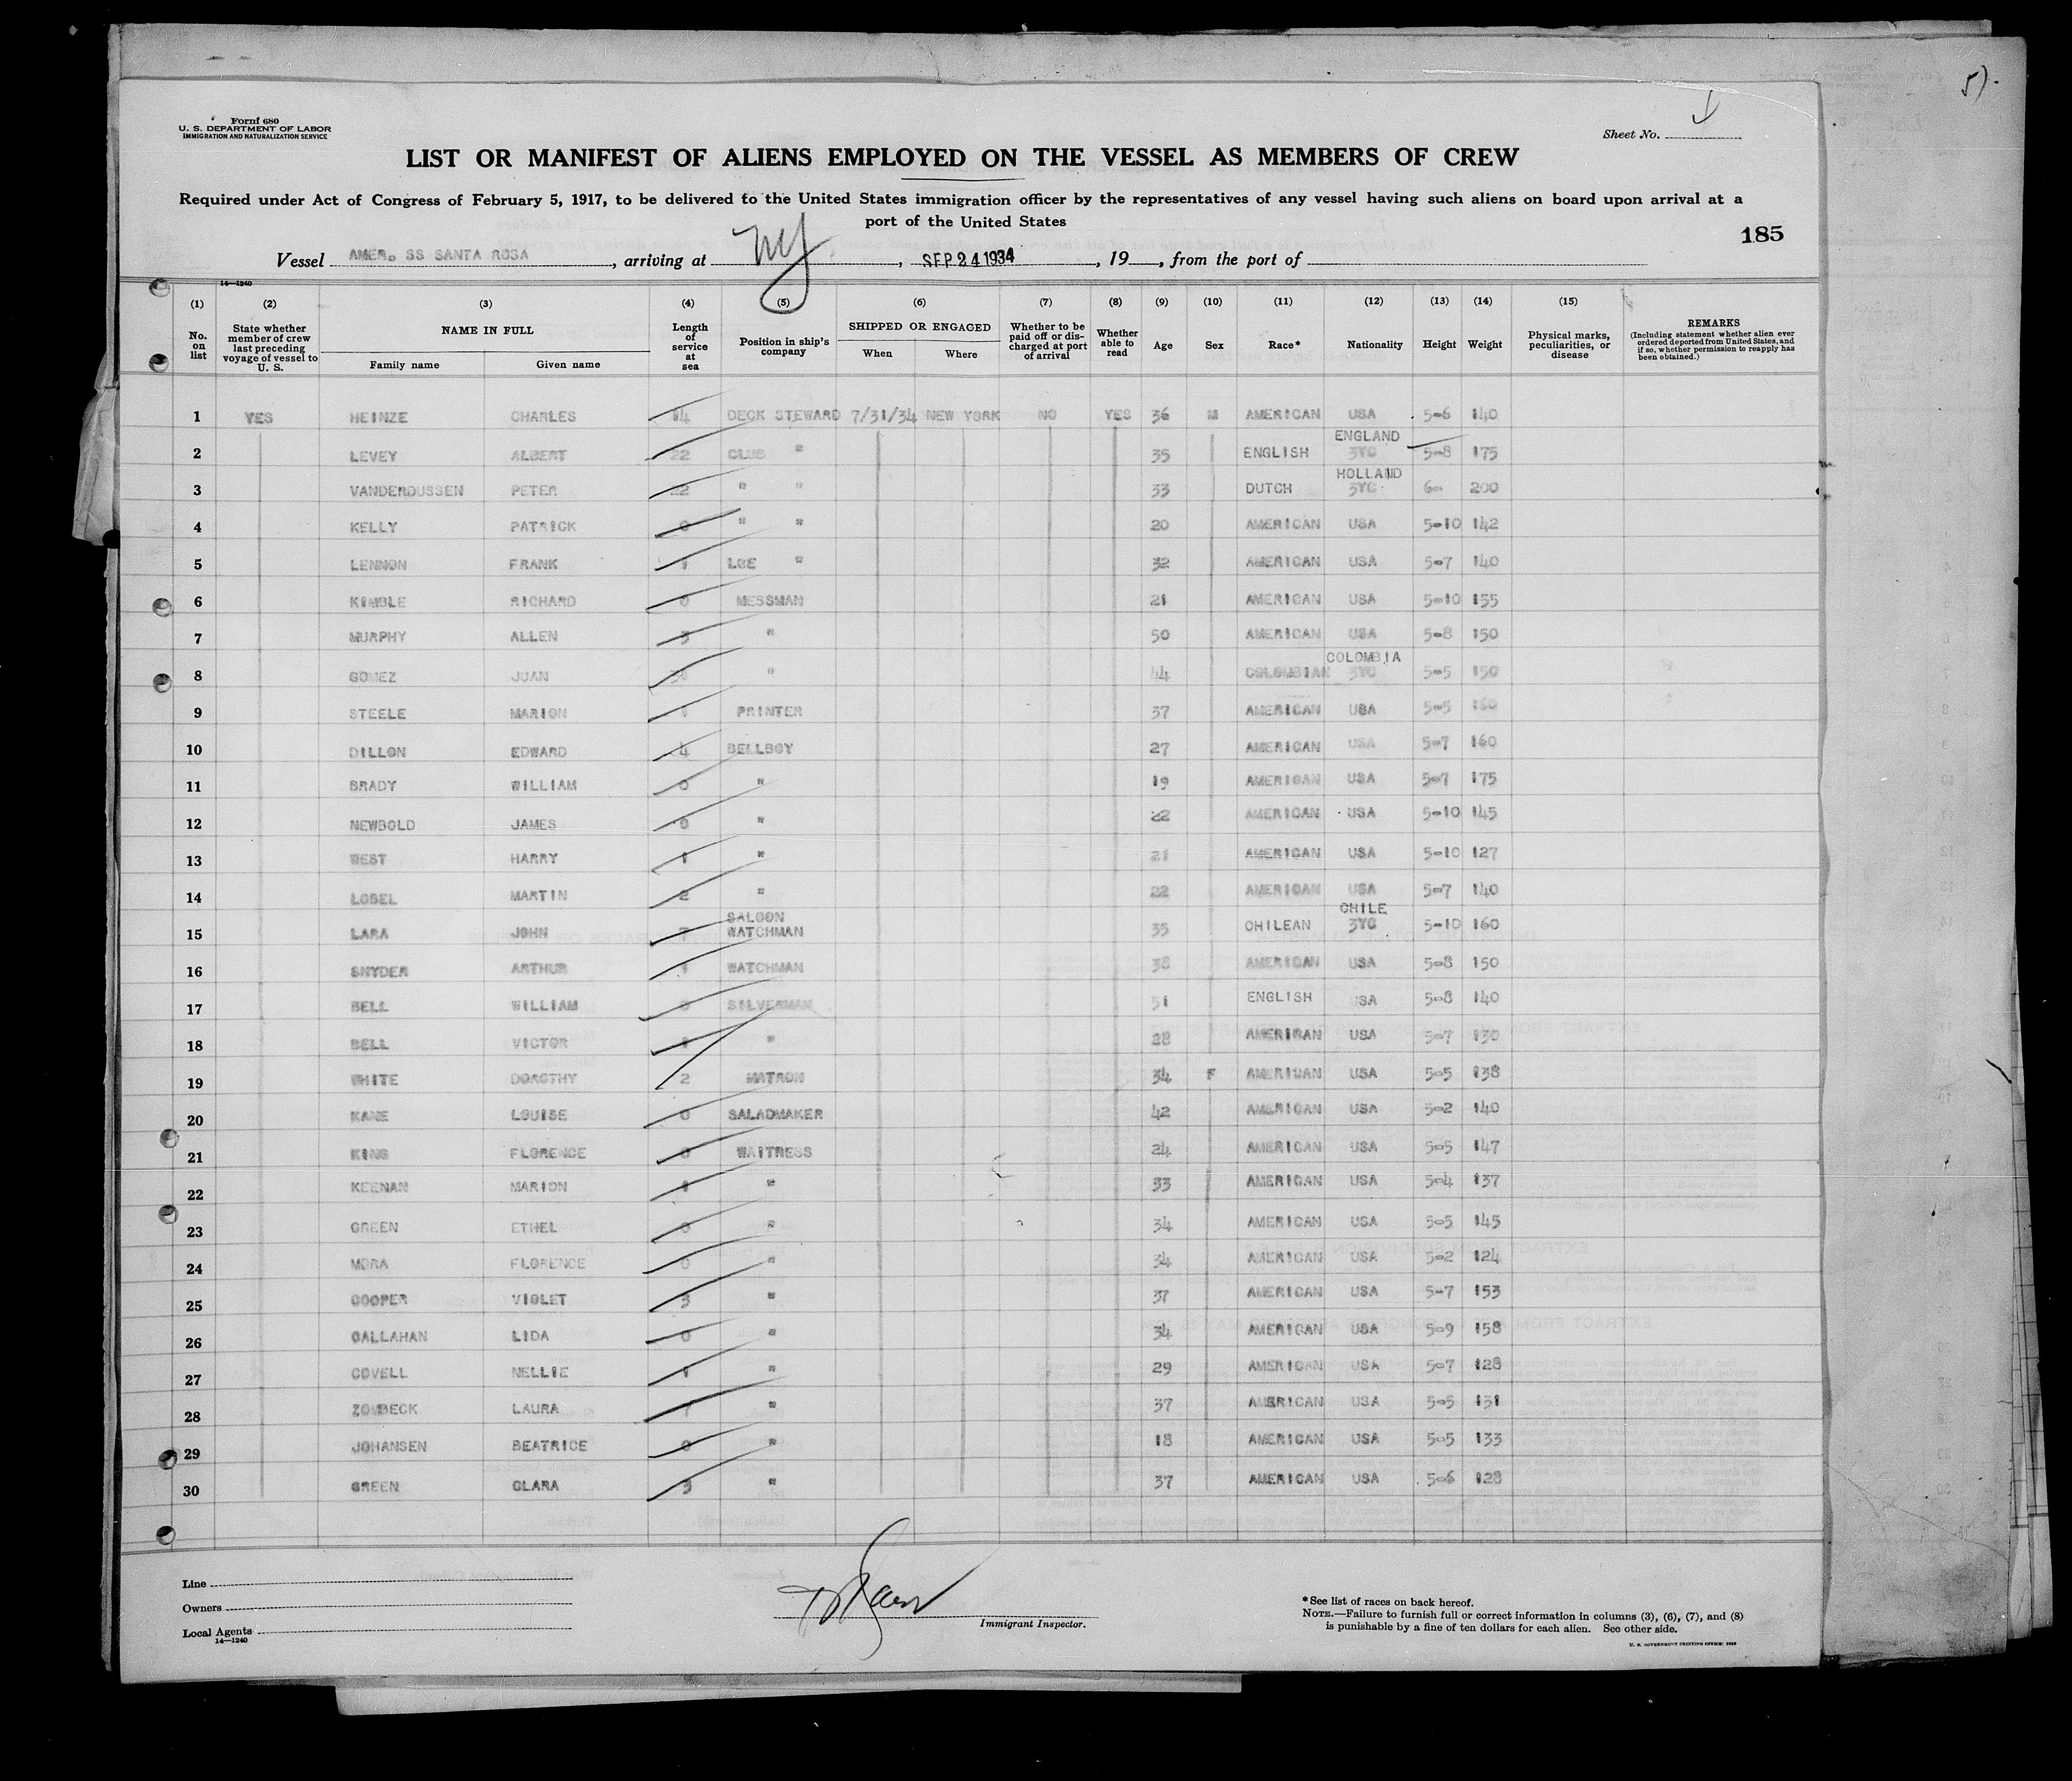 Form 680
U. S. DEPARTMENT OF LABOR
IMMIGRATION AND NATURALIZATION SERVICE
Sheet No.
LIST OR MANIFEST OF ALIENS EMPLOYED ON THE VESSEL AS MEMBERS OF CREW
Required under Act of Congress of February 5, 1917, to be delivered to the United States immigration officer by the representatives of any vessel having such aliens on board upon arrival at a
port of the United States
185
Vessel AMER. SS SANTA ROSA, arriving at NY, SEP 24 1934, 19, from the port of
14—1240
(1) (2) (3) (4) (5) (6) (7) (8) (9) (10) (11) (12) (13) (14) (15)
No. on list
State whether member of crew last preceding voyage of vessel to U. S.
NAME IN FULL
Family name Given name
Length of service at sea
Position in ship's company
SHIPPED OR ENGAGED
When Where
Whether to be paid off or discharged at port of arrival
Whether able to read
Age
Sex
Race*
Nationality
Height
Weight
Physical marks, peculiarities, or disease
REMARKS
(Including statement whether alien ever ordered deported from United States, and if so, whether permission to reapply has been obtained.)
1 YES HEINZE CHARLES 14 DECK STEWARD 7/31/34 NEW YORK NO YES 36 M AMERICAN USA 5-6 140
2 LEVEY ALBERT 22 CLUB " 35 ENGLISH ENGLAND 3YC 5-8 175
3 VANDERDUSSEN PETER 22 " " 33 DUTCH HOLLAND 3YC 6- 200
4 KELLY PATRICK 0 " " 20 AMERICAN USA 5-10 142
5 LENNON FRANK 1 LGE " 32 AMERICAN USA 5-7 140
6 KIMBLE RICHARD 0 MESSMAN 21 AMERICAN USA 5-10 155
7 MURPHY ALLEN 3 " 50 AMERICAN USA 5-8 150
8 GOMEZ JUAN " 44 COLOMBIAN COLOMBIA 3YC 5-5 150
9 STEELE MARION 1 PRINTER 37 AMERICAN USA 5-5 160
10 DILLON EDWARD 4 BELLBOY 27 AMERICAN USA 5-7 160
11 BRADY WILLIAM 0 " 19 AMERICAN USA 5-7 175
12 NEWBOLD JAMES 0 " 22 AMERICAN USA 5-10 145
13 WEST HARRY 1 " 21 AMERICAN USA 5-10 127
14 LOBEL MARTIN 2 " 22 AMERICAN USA 5-7 140
15 LARA JOHN 7 SALOON WATCHMAN 35 CHILEAN CHILE 3YC 5-10 160
16 SNYDER ARTHUR 1 WATCHMAN 38 AMERICAN USA 5-8 150
17 BELL WILLIAM 0 SILVERMAN 51 ENGLISH USA 5-8 140
18 BELL VICTOR 1 " 28 AMERICAN USA 5-7 130
19 WHITE DOROTHY 2 MATRON 34 F AMERICAN USA 5-5 138
20 KANE LOUISE 0 SALADMAKER 42 AMERICAN USA 5-2 140
21 KING FLORENCE 0 WAITRESS 24 AMERICAN USA 5-5 147
22 KEENAN MARION 1 " 33 AMERICAN USA 5-4 137
23 GREEN ETHEL " 34 AMERICAN USA 5-5 145
24 MORA FLORENCE 0 " 34 AMERICAN USA 5-2 124
25 COOPER VIOLET 3 " 37 AMERICAN USA 5-7 153
26 CALLAHAN LIDA 0 " 34 AMERICAN USA 5-9 158
27 COVELL NELLIE 1 " 29 AMERICAN USA 5-7 128
28 ZOMBECK LAURA 7 " 37 AMERICAN USA 5-5 131
29 JOHANSEN BEATRICE 0 " 18 AMERICAN USA 5-5 133
30 GREEN CLARA 3 " 37 AMERICAN USA 5-6 128
Line
Owners
Local Agents
14—1240
Immigrant Inspector.
*See list of races on back hereof.
NOTE.—Failure to furnish full or correct information in columns (3), (6), (7), and (8)
is punishable by a fine of ten dollars for each alien. See other side.